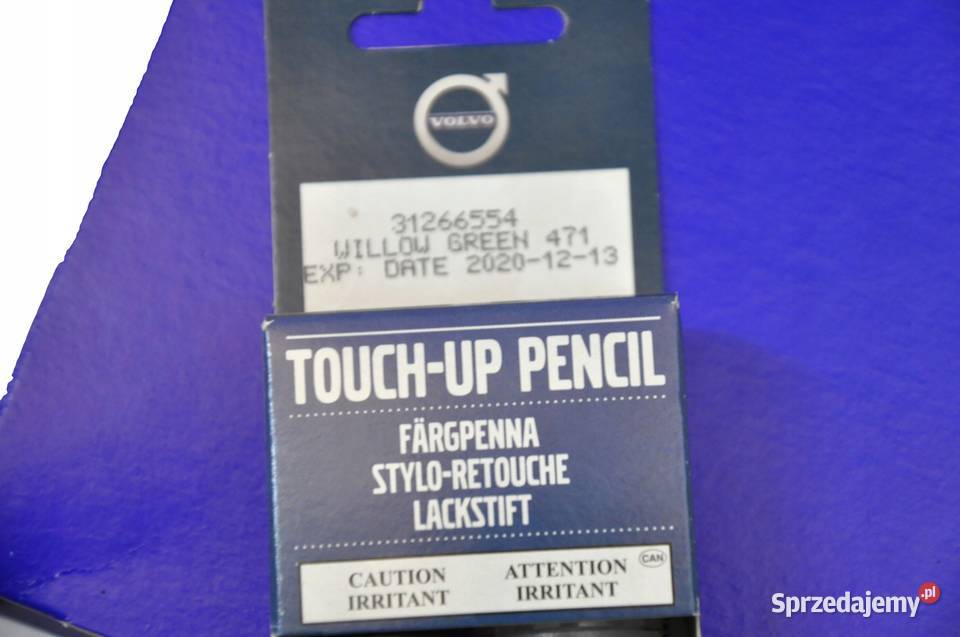 VOLVO
31266554
WILLOW GREEN 471
EXP: DATE 2020-12-13
TOUCH-UP PENCIL
FÄRGPENNA
STYLO-RETOUCHE
LACKSTIFT
CAUTION
IRRITANT
ATTENTION
IRRITANT
CAN
Sprzedajemy.pl